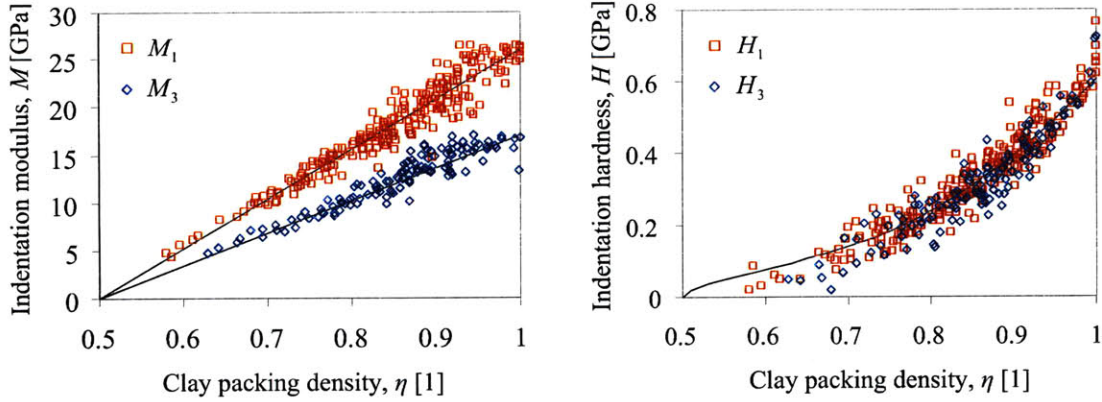 Indentation modulus, M [GPa]
30
25
20
15
10
5
0
M1
M3
0.5 0.6 0.7 0.8 0.9 1
Clay packing density, η [1]
Indentation hardness, H [GPa]
0.8
0.6
0.4
0.2
0
H1
H3
0.5 0.6 0.7 0.8 0.9 1
Clay packing density, η [1]